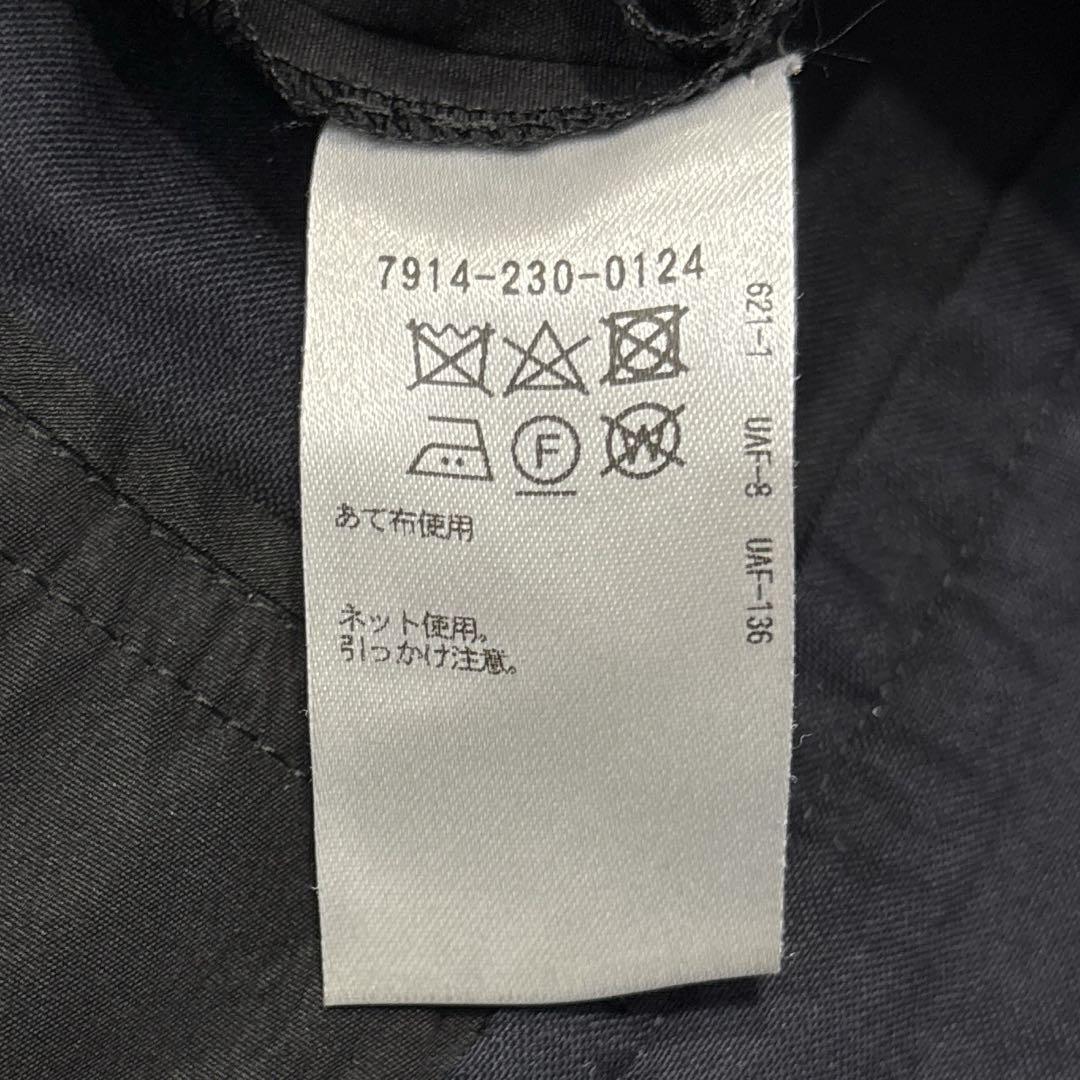 7914-230-0124
F
W
あて布使用
ネット使用。
引っかけ注意。
621-1 UAF-8 UAF-136